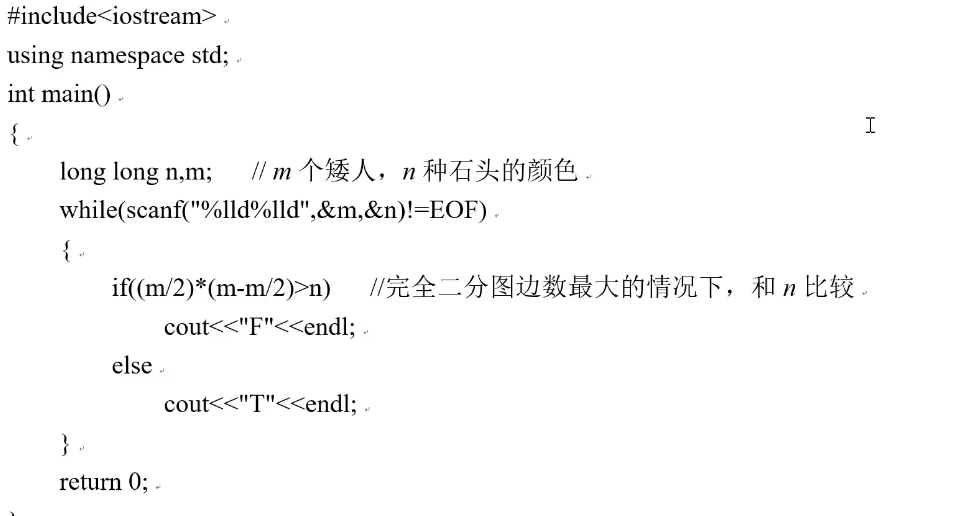 #include<iostream>
using namespace std;
int main()
{
long long n,m; // m 个矮人，n 种石头的颜色
while(scanf("%lld%lld",&m,&n)!=EOF)
{
if((m/2)*(m-m/2)>n) //完全二分图边数最大的情况下，和 n 比较
cout<<"F"<<endl;
else
cout<<"T"<<endl;
}
return 0;